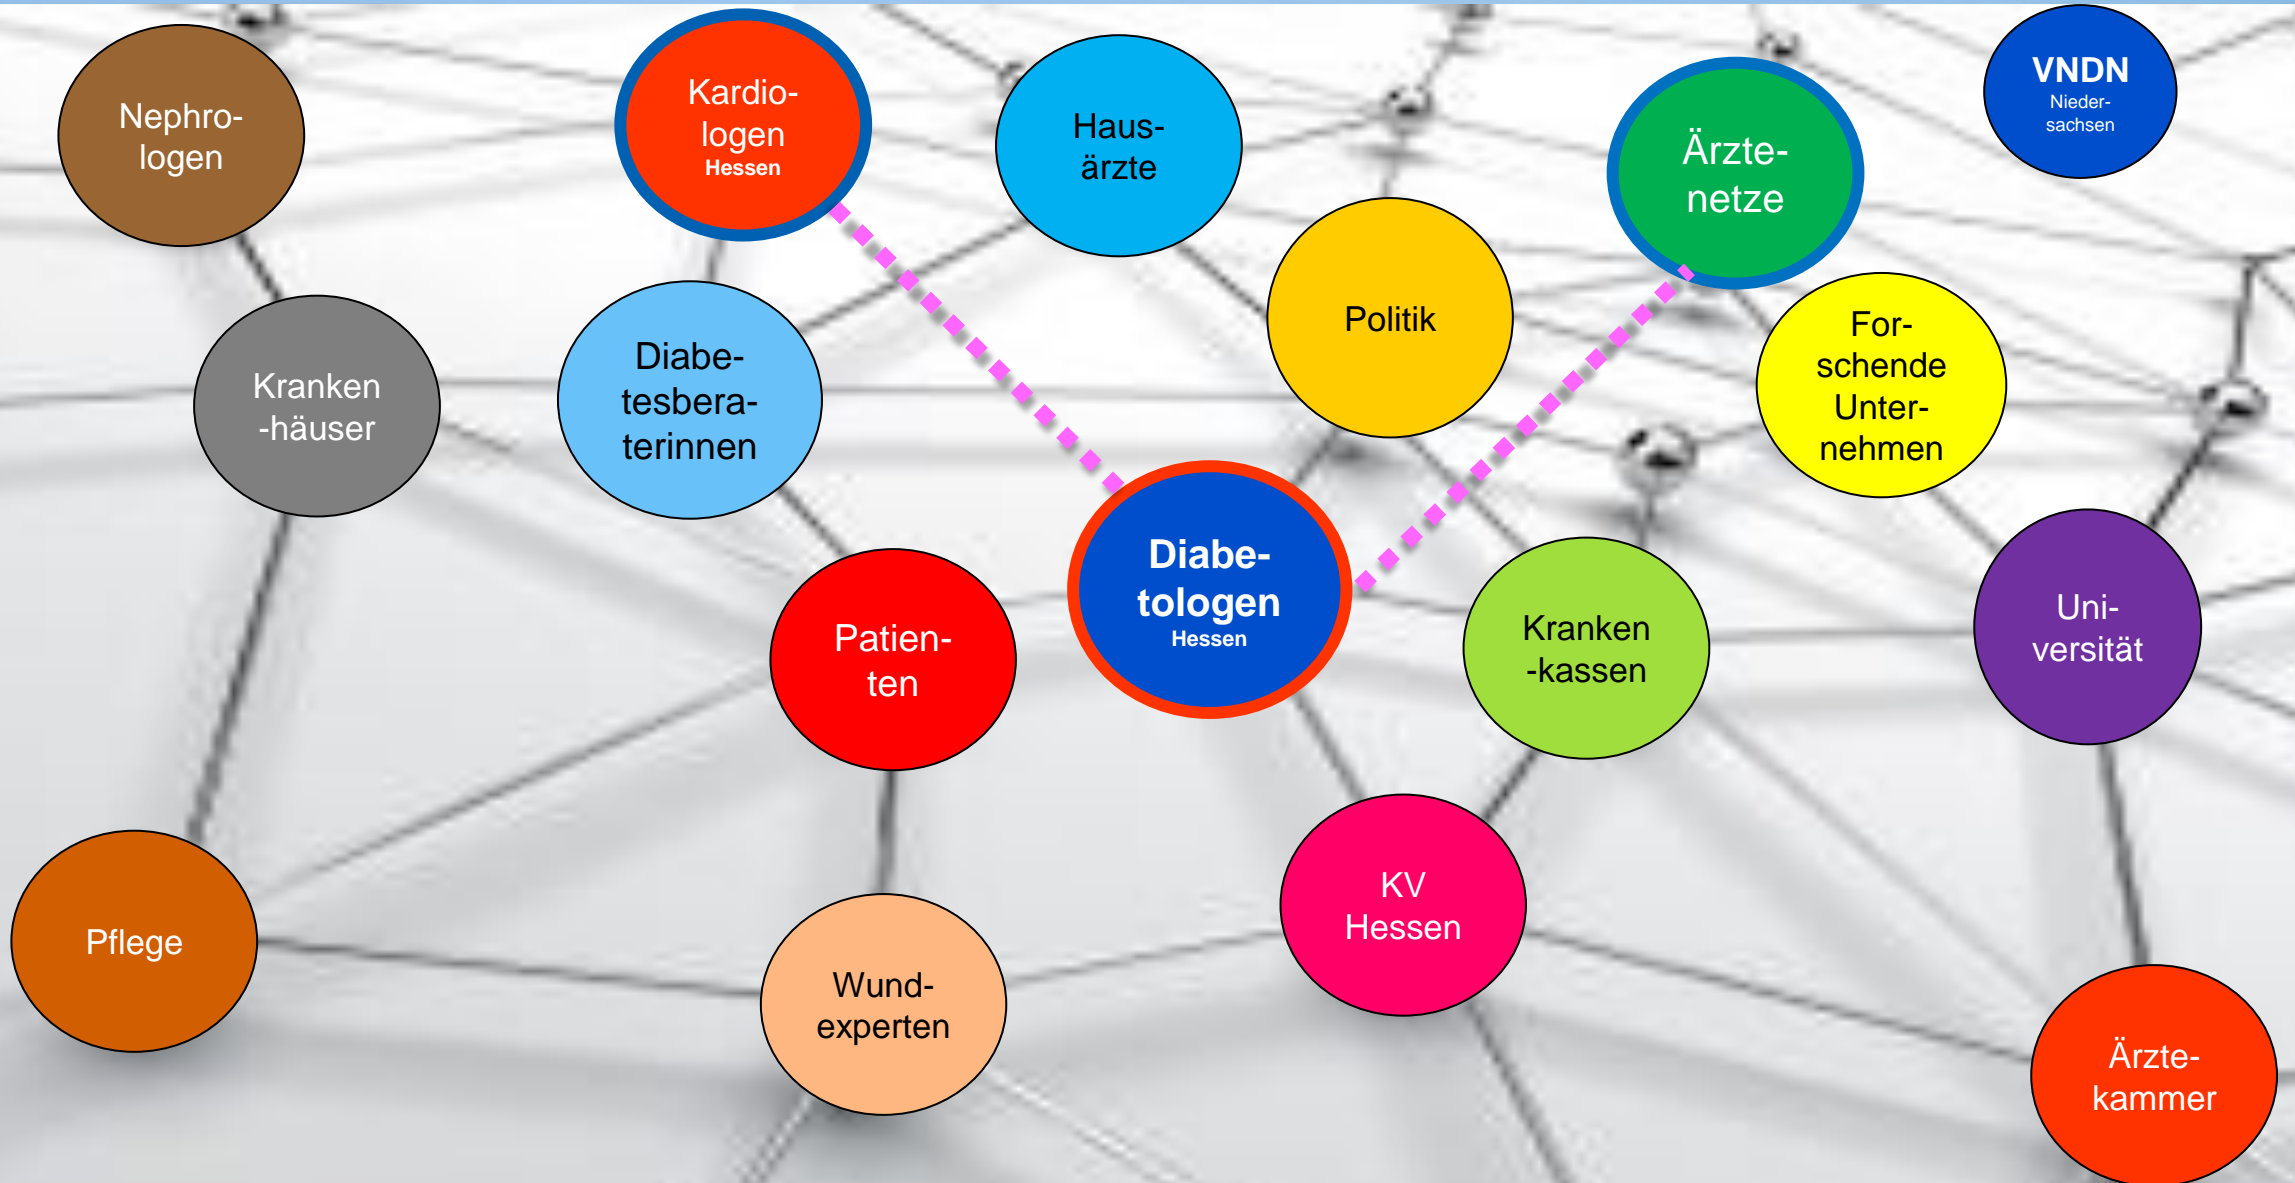 Nephro-
logen
Kardio-
logen
Hessen
Haus-
ärzte
Ärzte-
netze
VNDN
Nieder-
sachsen
Kranken
-häuser
Diabe-
tesbera-
terinnen
Politik
For-
schende
Unter-
nehmen
Patien-
ten
Diabe-
tologen
Hessen
Kranken
-kassen
Uni-
versität
Pflege
Wund-
experten
KV
Hessen
Ärzte-
kammer